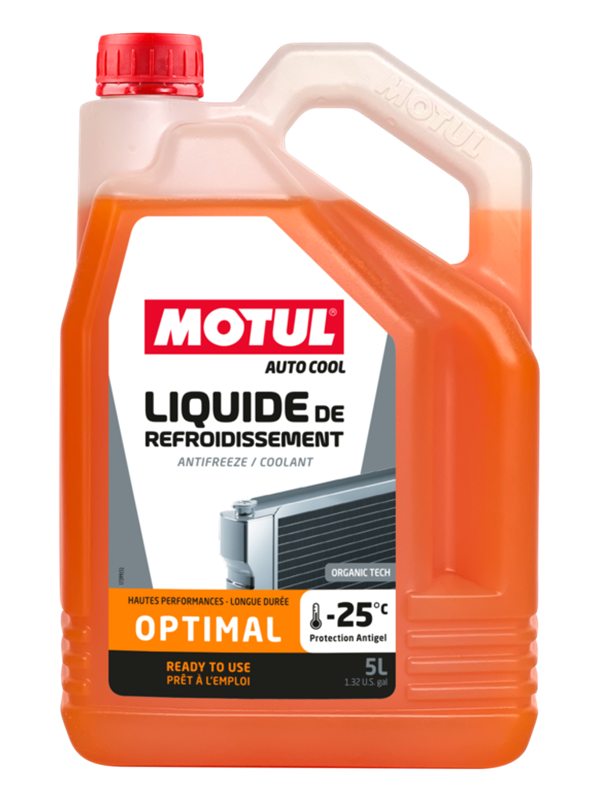 MOTUL
MOTUL
AUTO COOL
LIQUIDE DE
REFROIDISSEMENT
ANTIFREEZE / COOLANT
ORGANIC TECH
HAUTES PERFORMANCES - LONGUE DURÉE
OPTIMAL
-25°C
Protection Antigel
READY TO USE
PRÊT À L'EMPLOI
5L
1.32 U.S. gal